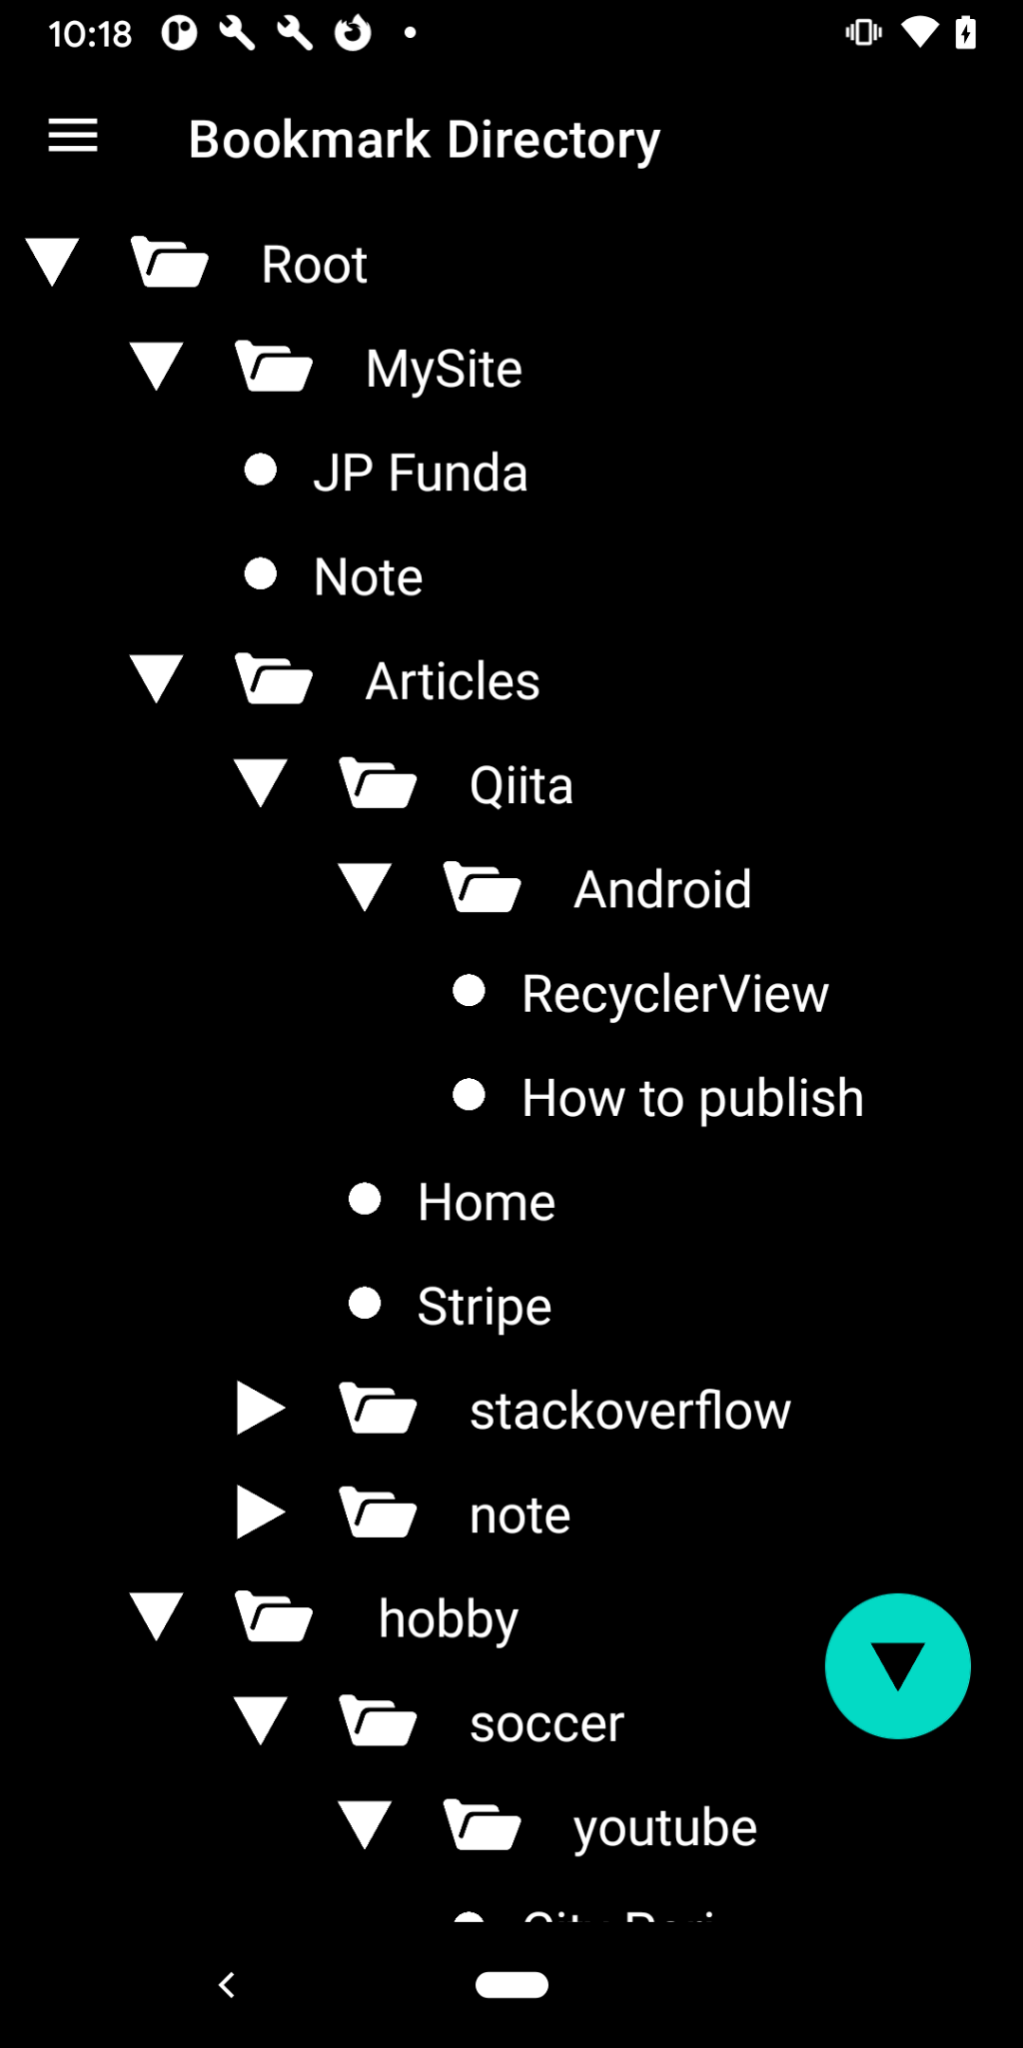 10:18
Bookmark Directory
Root
MySite
JP Funda
Note
Articles
Qiita
Android
RecyclerView
How to publish
Home
Stripe
stackoverflow
note
hobby
soccer
youtube